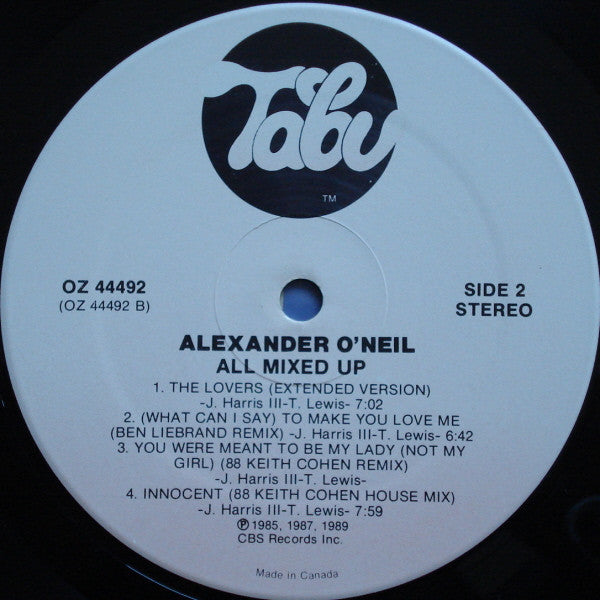 Tabu
TM
OZ 44492
(OZ 44492 B)
SIDE 2
STEREO
ALEXANDER O'NEIL
ALL MIXED UP
1. THE LOVERS (EXTENDED VERSION)
-J. Harris III-T. Lewis- 7:02
2. (WHAT CAN I SAY) TO MAKE YOU LOVE ME
(BEN LIEBRAND REMIX) -J. Harris III-T. Lewis- 6:42
3. YOU WERE MEANT TO BE MY LADY (NOT MY
GIRL) (88 KEITH COHEN REMIX)
-J. Harris III-T. Lewis-
4. INNOCENT (88 KEITH COHEN HOUSE MIX)
-J. Harris III-T. Lewis- 7:59
℗ 1985, 1987, 1989
CBS Records Inc.
Made in Canada